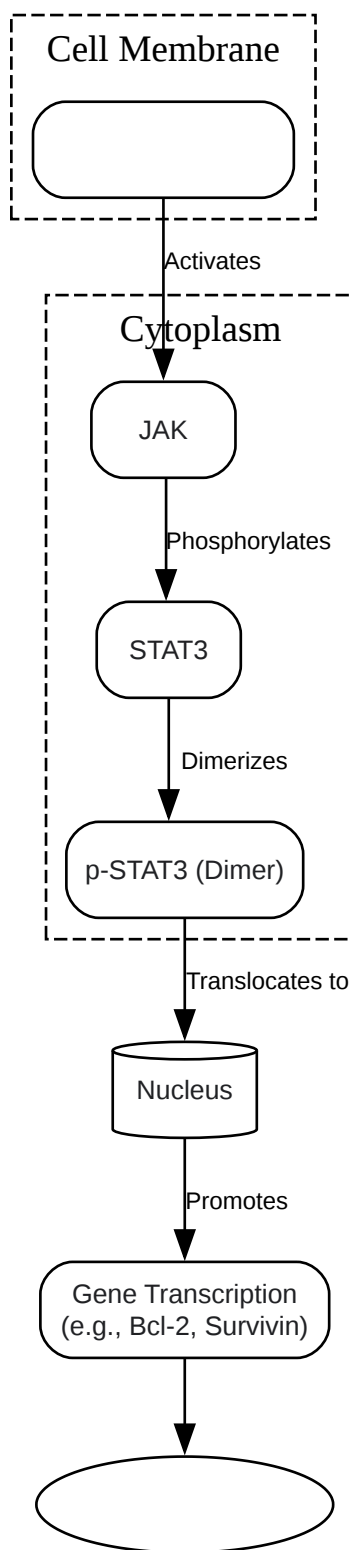 Cell Membrane
Activates
Cytoplasm
JAK
Phosphorylates
STAT3
Dimerizes
p-STAT3 (Dimer)
Translocates to
Nucleus
Promotes
Gene Transcription
(e.g., Bcl-2, Survivin)